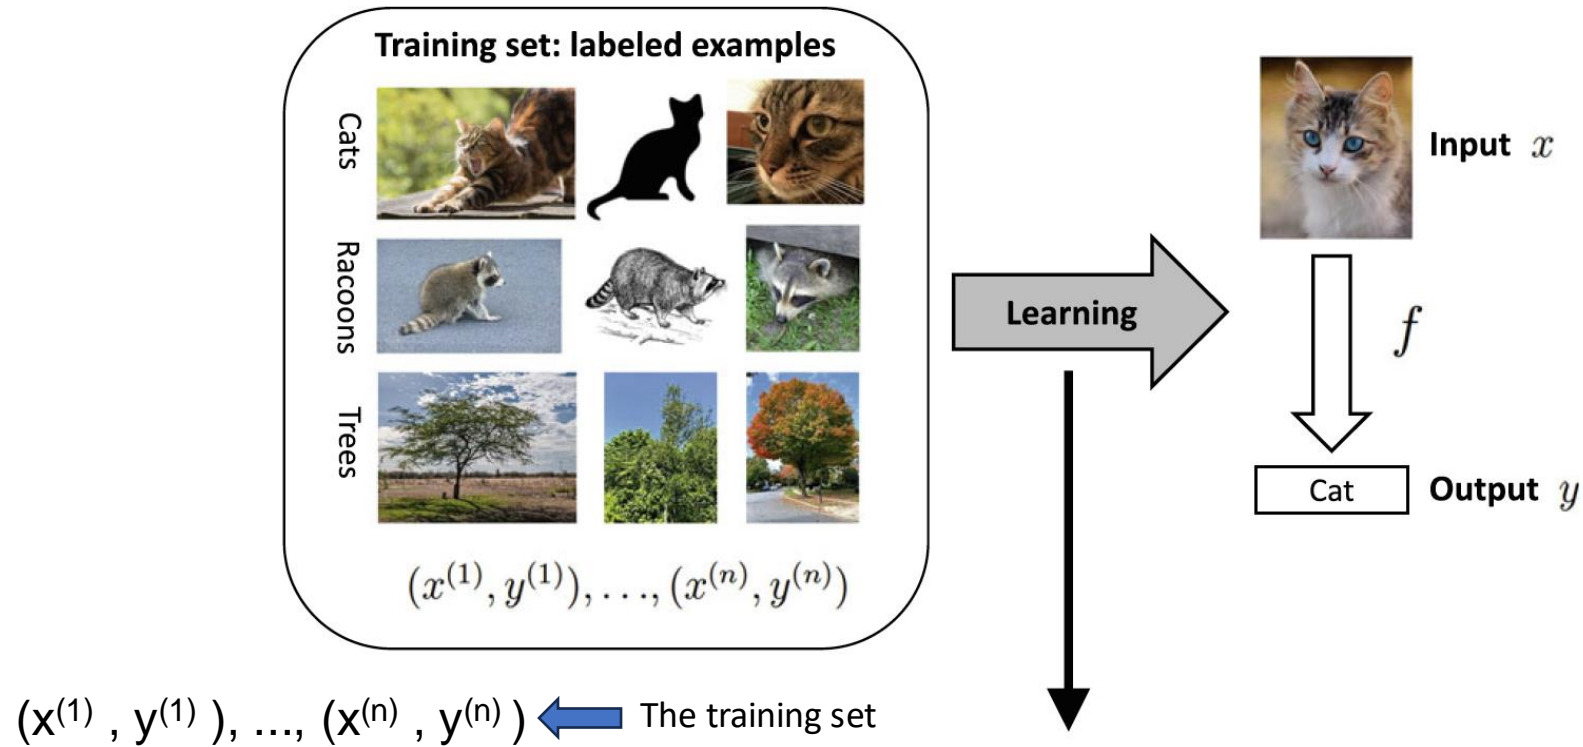 Training set: labeled examples
Cats
Racoons
Trees
(x^(1), y^(1)), . . . , (x^(n), y^(n))
Learning
Input x
f
Cat
Output y
(x^(1) , y^(1) ), ..., (x^(n) , y^(n) )
The training set